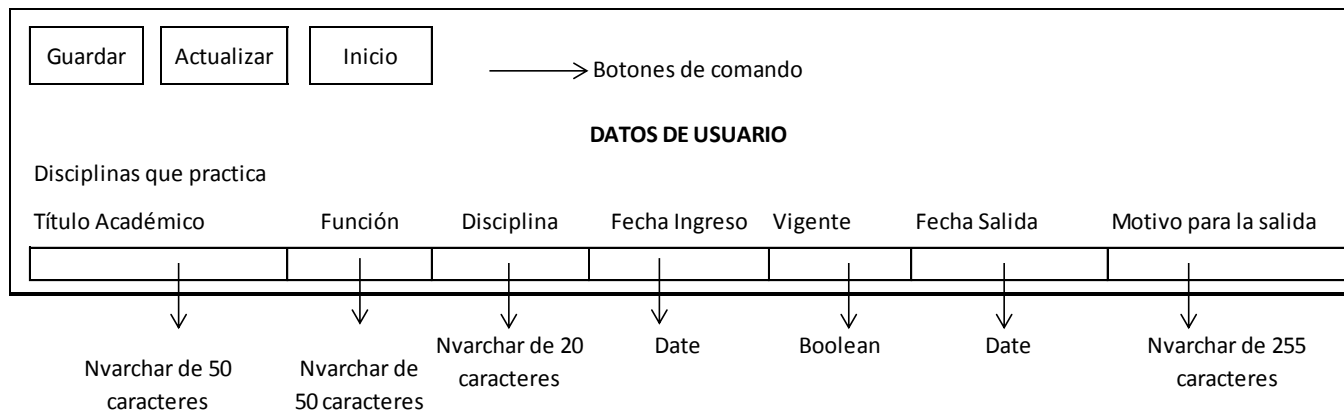 Guardar Actualizar Inicio
Botones de comando
DATOS DE USUARIO
Disciplinas que practica
Título Académico Función Disciplina Fecha Ingreso Vigente Fecha Salida Motivo para la salida
Nvarchar de 50
caracteres
Nvarchar de
50 caracteres
Nvarchar de 20
caracteres
Date
Boolean
Date
Nvarchar de 255
caracteres